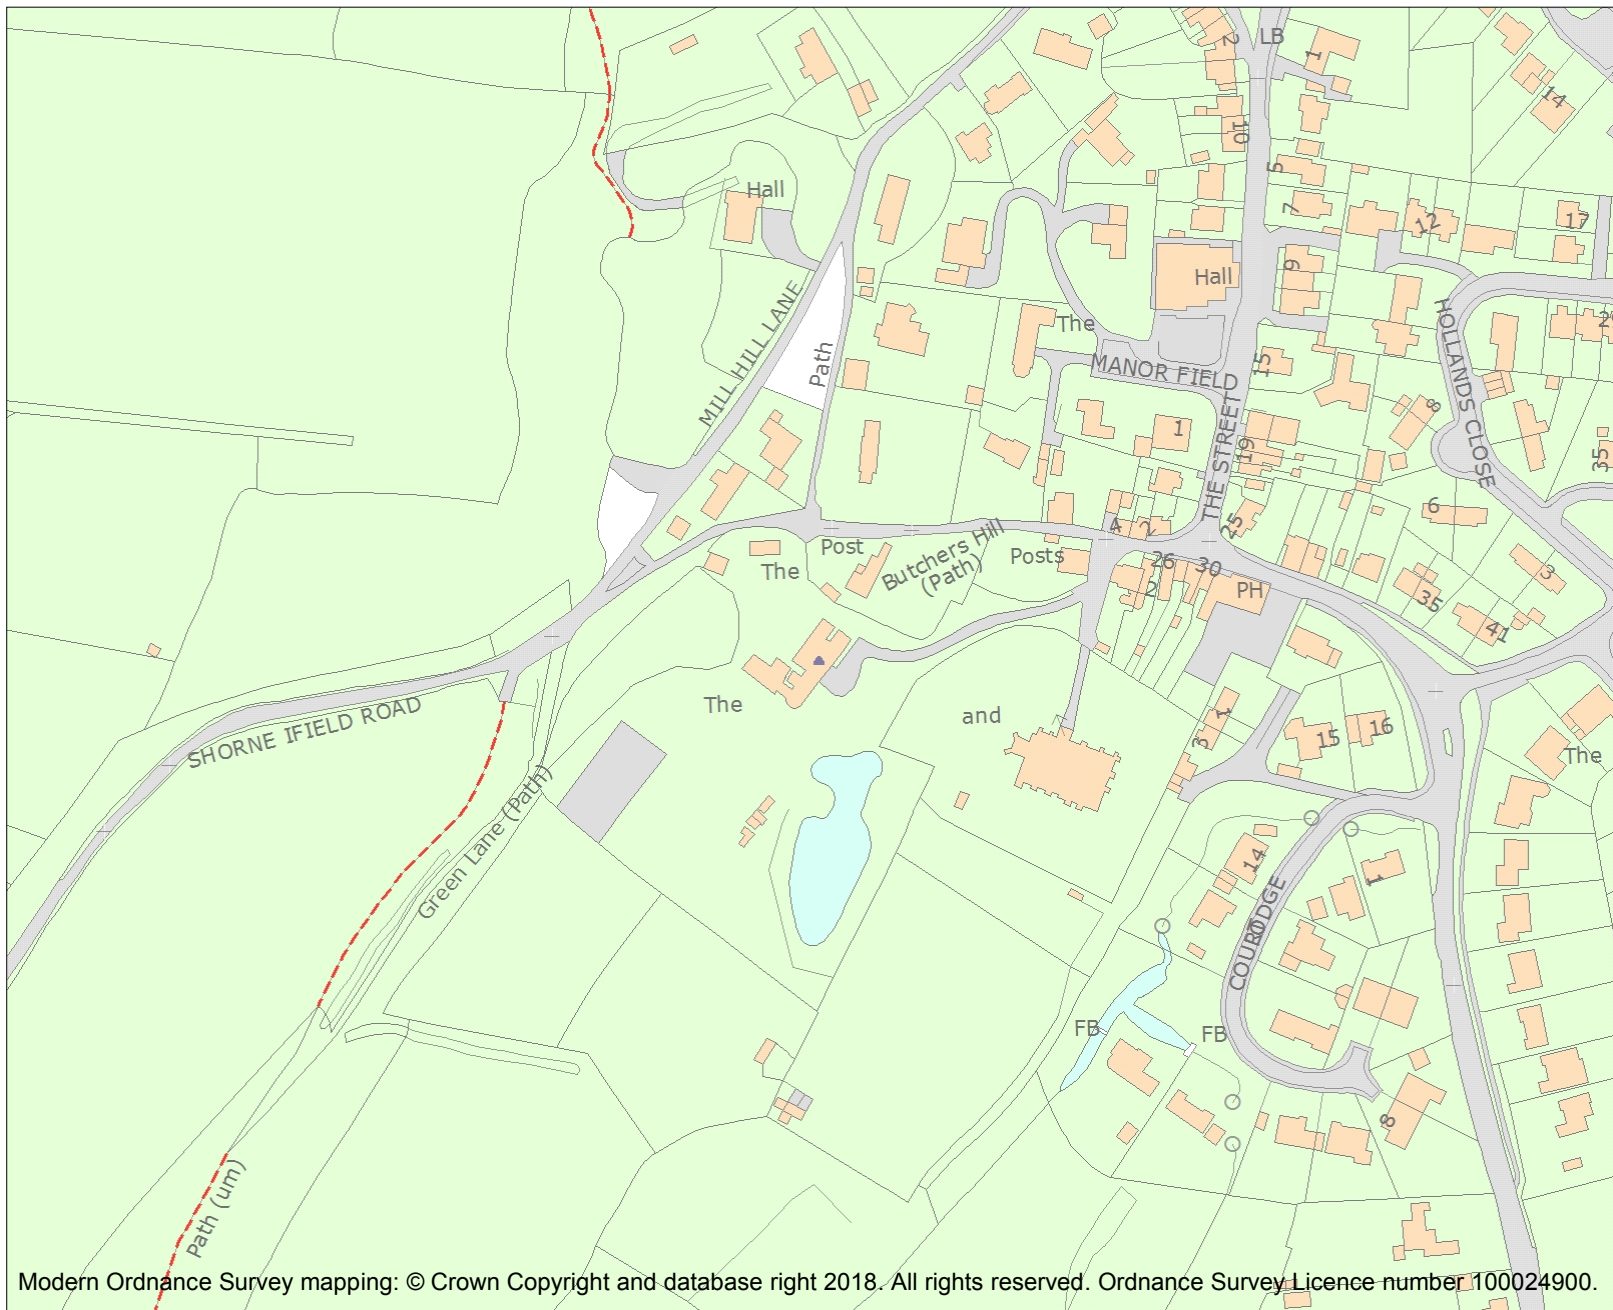 2
LB
1
14
10
5
Hall
7
12
17
Hall
9
MILL HILL LANE
The
HOLLANDS CLOSE
2
Path
MANOR FIELD
15
8
THE STREET
1
19
35
6
4
2
25
Post
Butchers Hill
(Path)
Posts
The
26
30
2
PH
3
35
41
The
and
SHORNE IFIELD ROAD
1
3
15
16
The
Green Lane (Path)
14
1
COURT
LODGE
FB
FB
8
Path (um)
Modern Ordnance Survey mapping: © Crown Copyright and database right 2018. All rights reserved. Ordnance Survey Licence number 100024900.